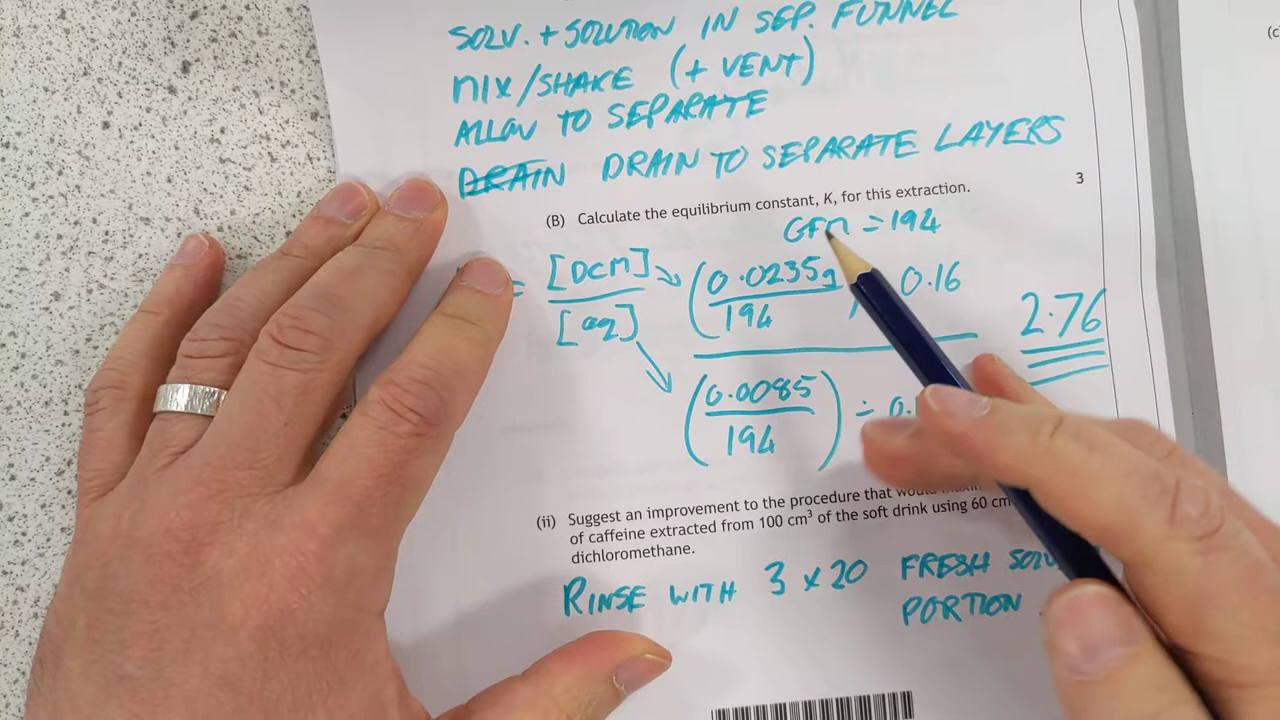 SOLV. + SOLUTION IN SEP. FUNNEL
MIX/SHAKE (+ VENT)
ALLOW TO SEPARATE
DRAIN DRAIN TO SEPARATE LAYERS
3
(B) Calculate the equilibrium constant, K, for this extraction.
GFM = 194
= [DCM] (0.0235g 0.16
[aq] 194
2.76
(0.0085) ÷ 0.
194
(ii) Suggest an improvement to the procedure that would
of caffeine extracted from 100 cm³ of the soft drink using 60 cm
dichloromethane.
RINSE WITH 3 x 20 FRESH
PORTION
(c